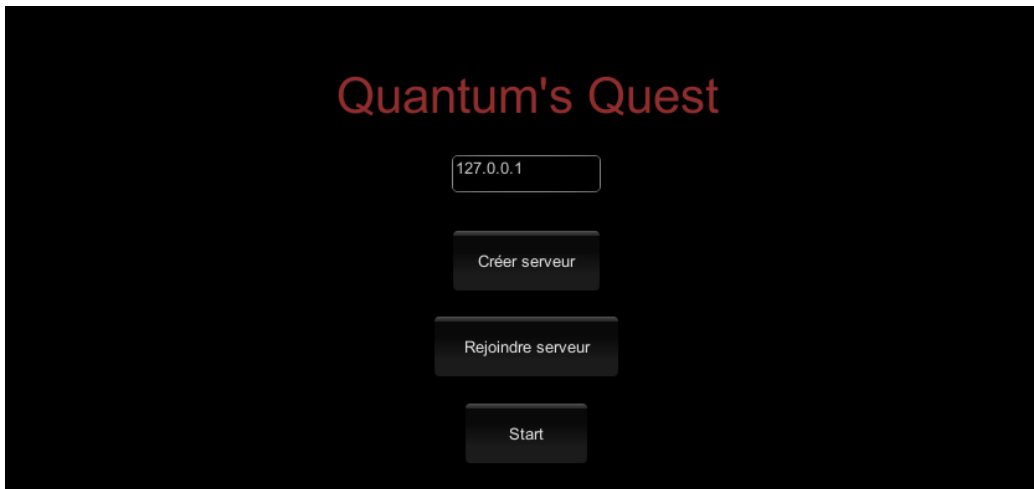 Quantum's Quest
127.0.0.1
Créer serveur
Rejoindre serveur
Start